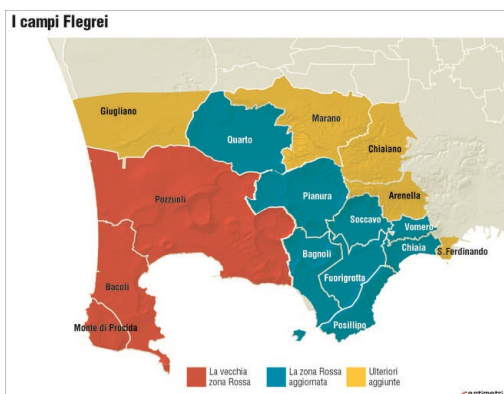 I campi Flegrei
Giugliano
Marano
Quarto
Chiaiano
Pozzuoli
Pianura
Arenella
Soccavo
Vomero
Bagnoli
Chiaia
S. Ferdinando
Fuorigrotta
Bacoli
Monte di Procida
Posillipo
La vecchia
zona Rossa
La zona Rossa
aggiornata
Ulteriori
aggiunte
centimetri